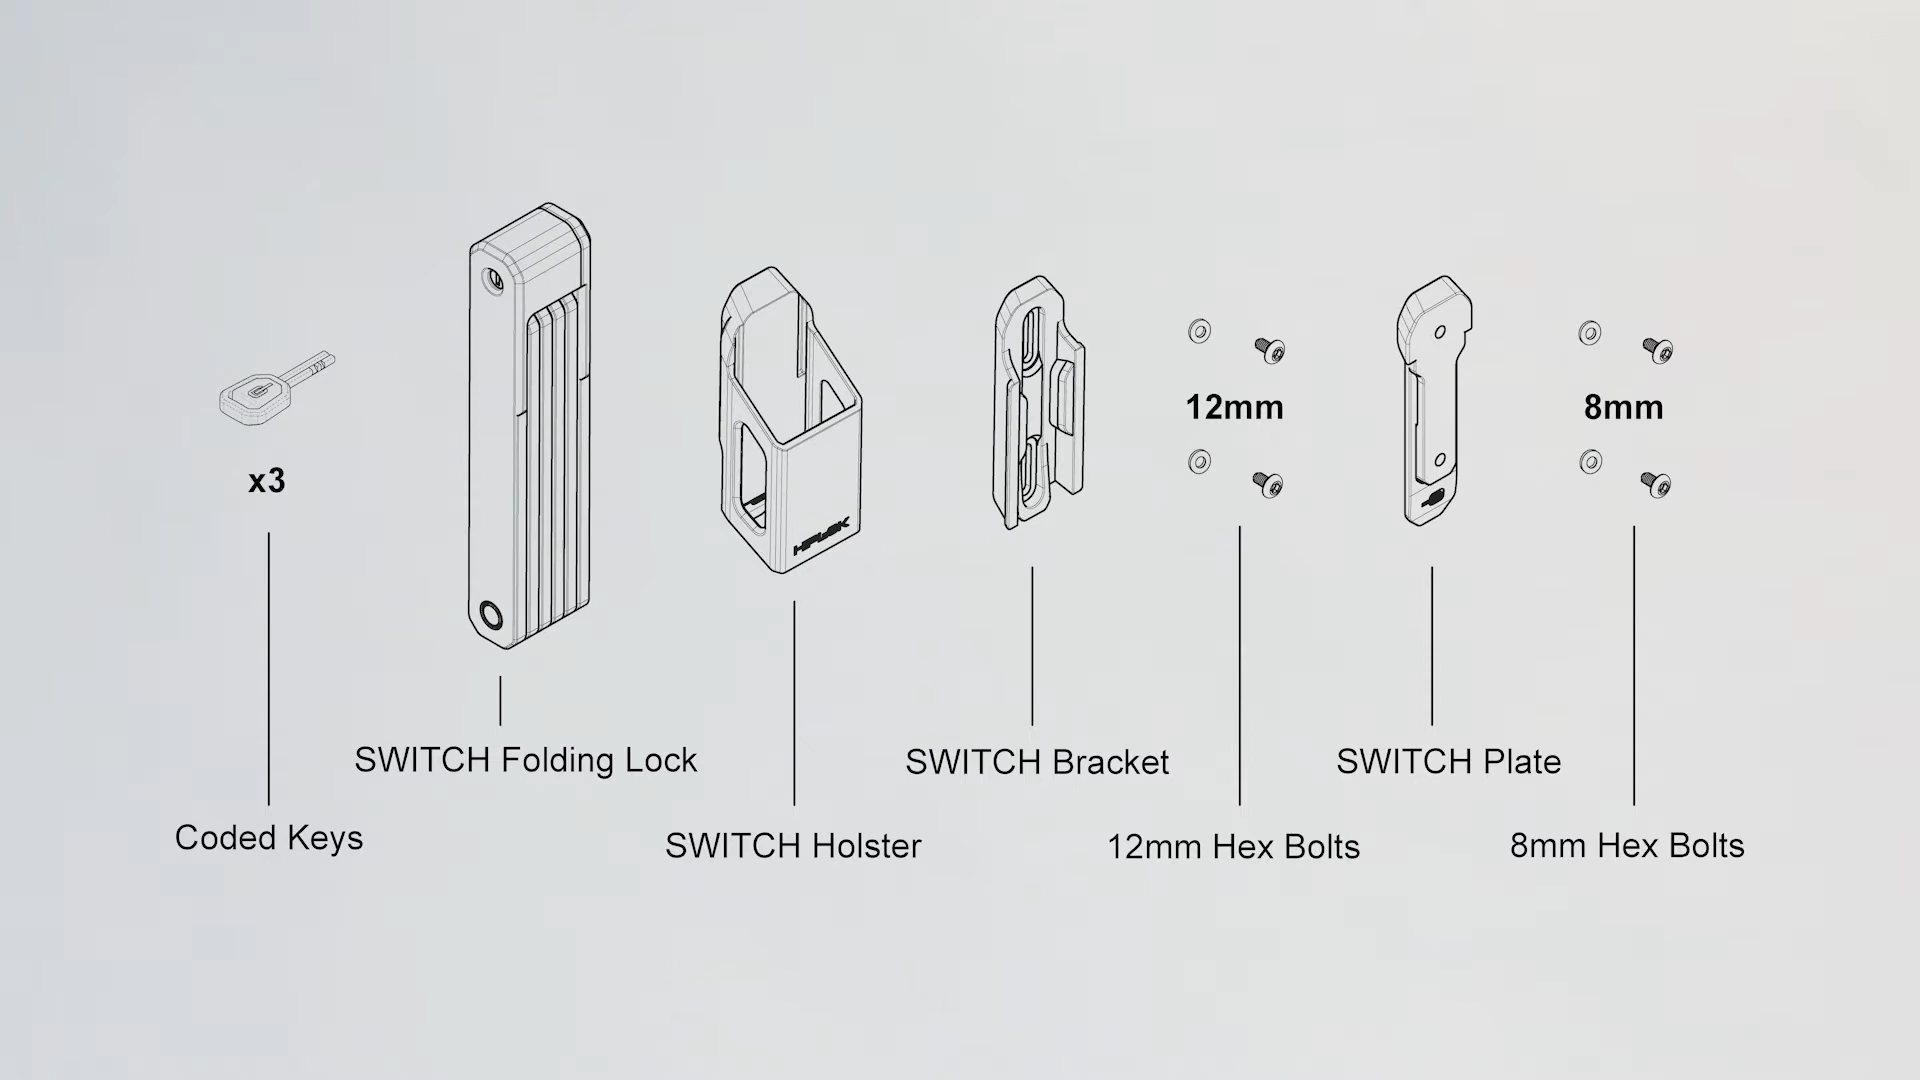 HIPLOK
12mm
8mm
x3
SWITCH Folding Lock
SWITCH Bracket
SWITCH Plate
Coded Keys
SWITCH Holster
12mm Hex Bolts
8mm Hex Bolts